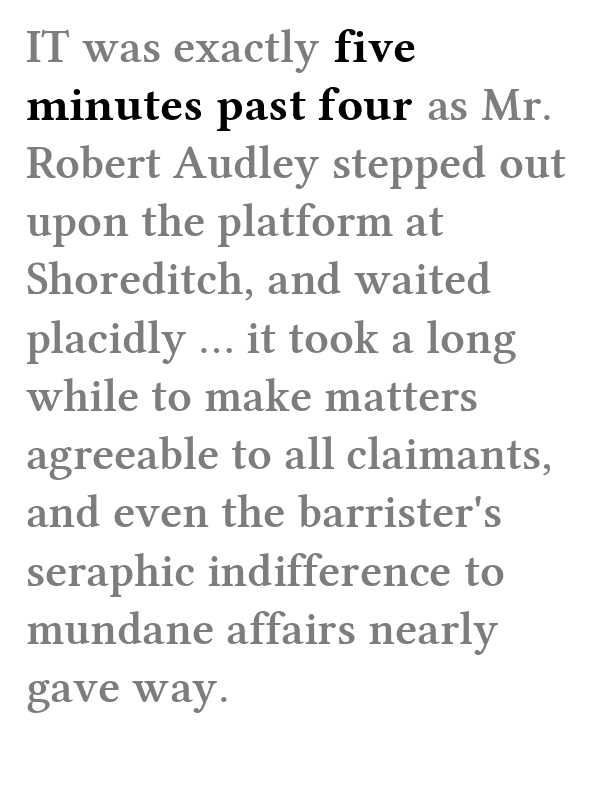 IT was exactly five
minutes past four as Mr.
Robert Audley stepped out
upon the platform at
Shoreditch, and waited
placidly ... it took a long
while to make matters
agreeable to all claimants,
and even the barrister's
seraphic indifference to
mundane affairs nearly
gave way.